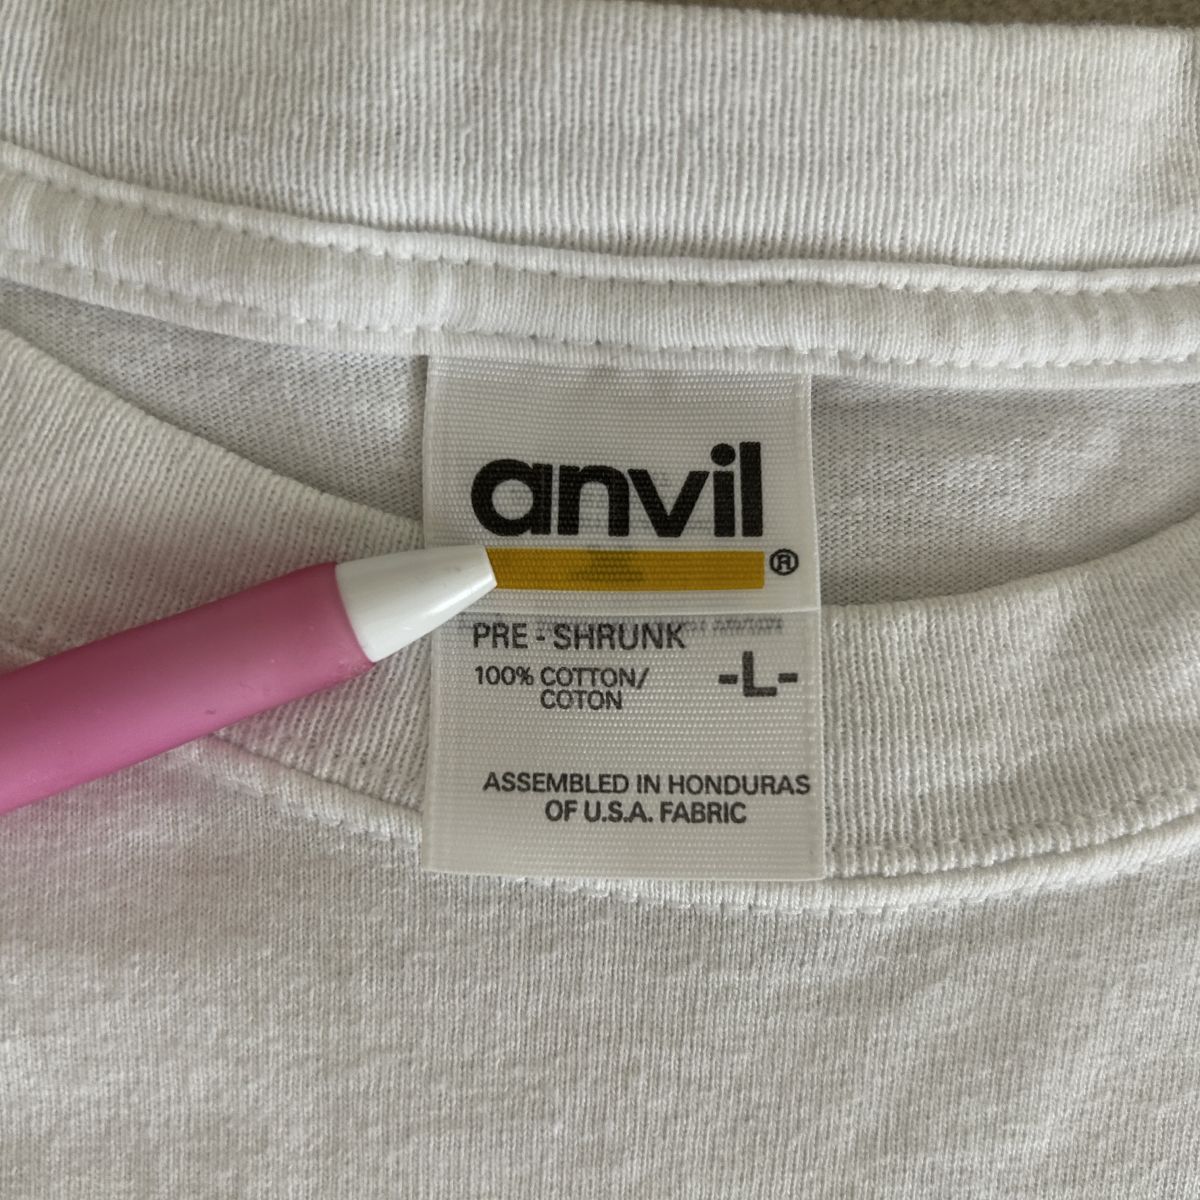 anvil
®
PRE - SHRUNK
100% COTTON/ -L-
COTON
ASSEMBLED IN HONDURAS
OF U.S.A. FABRIC